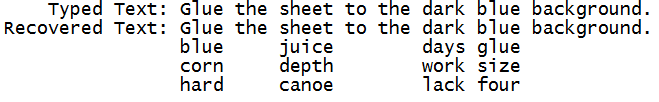 Typed Text: Glue the sheet to the dark blue background.
Recovered Text: Glue the sheet to the dark blue background.
blue juice days glue
corn depth work size
hard canoe lack four